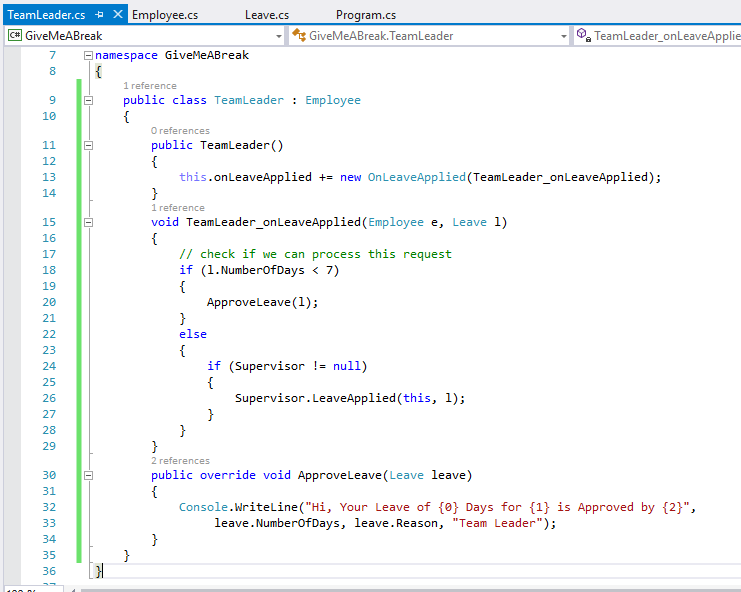 TeamLeader.cs Employee.cs Leave.cs Program.cs
C# GiveMeABreak GiveMeABreak.TeamLeader TeamLeader_onLeaveApplie
7 namespace GiveMeABreak
8 {
1 reference
9 public class TeamLeader : Employee
10 {
0 references
11 public TeamLeader()
12 {
13 this.onLeaveApplied += new OnLeaveApplied(TeamLeader_onLeaveApplied);
14 }
1 reference
15 void TeamLeader_onLeaveApplied(Employee e, Leave l)
16 {
17 // check if we can process this request
18 if (l.NumberOfDays < 7)
19 {
20 ApproveLeave(l);
21 }
22 else
23 {
24 if (Supervisor != null)
25 {
26 Supervisor.LeaveApplied(this, l);
27 }
28 }
29 }
2 references
30 public override void ApproveLeave(Leave leave)
31 {
32 Console.WriteLine("Hi, Your Leave of {0} Days for {1} is Approved by {2}",
33 leave.NumberOfDays, leave.Reason, "Team Leader");
34 }
35 }
36 }